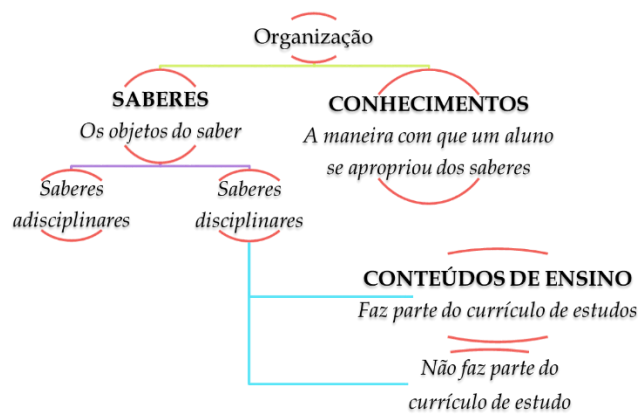 Organização
SABERES
Os objetos do saber
CONHECIMENTOS
A maneira com que um aluno
se apropriou dos saberes
Saberes
adisciplinares
Saberes
disciplinares
CONTEÚDOS DE ENSINO
Faz parte do currículo de estudos
Não faz parte do
currículo de estudo